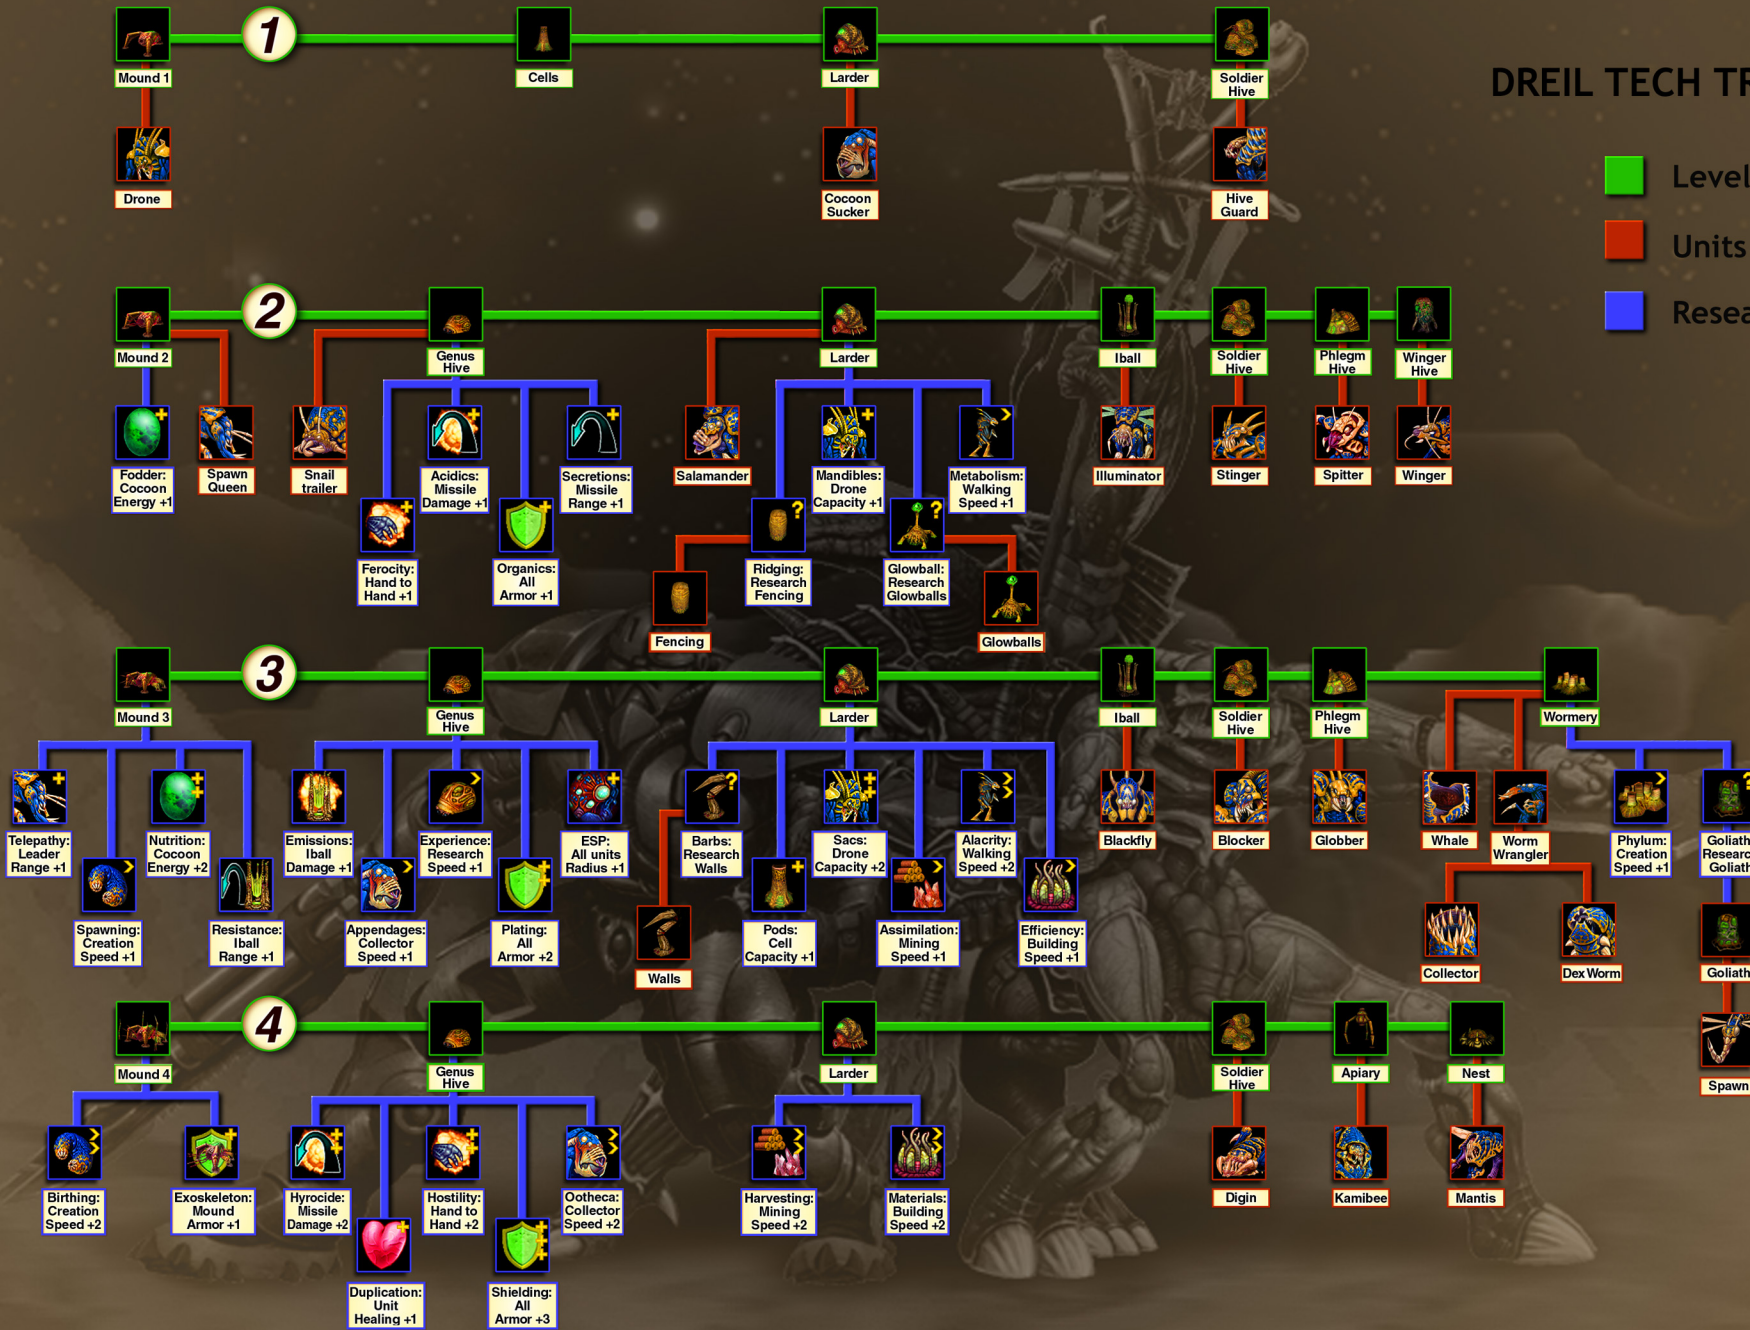 1
Mound 1
Cells
Larder
Soldier
Hive
DREIL TECH TR
Drone
Cocoon
Sucker
Hive
Guard
Level
Units
Resea
2
Mound 2
Genus
Hive
Larder
Iball
Soldier
Hive
Phlegm
Hive
Winger
Hive
Fodder:
Cocoon
Energy +1
Spawn
Queen
Snail
trailer
Acidics:
Missile
Damage +1
Secretions:
Missile
Range +1
Salamander
Mandibles:
Drone
Capacity +1
Metabolism:
Walking
Speed +1
Illuminator
Stinger
Spitter
Winger
Ferocity:
Hand to
Hand +1
Organics:
All
Armor +1
Ridging:
Research
Fencing
Glowball:
Research
Glowballs
Fencing
Glowballs
3
Mound 3
Genus
Hive
Larder
Iball
Soldier
Hive
Phlegm
Hive
Wormery
Telepathy:
Leader
Range +1
Nutrition:
Cocoon
Energy +2
Emissions:
Iball
Damage +1
Experience:
Research
Speed +1
ESP:
All units
Radius +1
Barbs:
Research
Walls
Sacs:
Drone
Capacity +2
Alacrity:
Walking
Speed +2
Blackfly
Blocker
Globber
Whale
Worm
Wrangler
Phylum:
Creation
Speed +1
Goliath
Researc
Goliath
Spawning:
Creation
Speed +1
Resistance:
Iball
Range +1
Appendages:
Collector
Speed +1
Plating:
All
Armor +2
Walls
Pods:
Cell
Capacity +1
Assimilation:
Mining
Speed +1
Efficiency:
Building
Speed +1
Collector
Dex Worm
Goliath
4
Mound 4
Genus
Hive
Larder
Soldier
Hive
Apiary
Nest
Spawn
Birthing:
Creation
Speed +2
Exoskeleton:
Mound
Armor +1
Hyrocide:
Missile
Damage +2
Hostility:
Hand to
Hand +2
Ootheca:
Collector
Speed +2
Harvesting:
Mining
Speed +2
Materials:
Building
Speed +2
Digin
Kamibee
Mantis
Duplication:
Unit
Healing +1
Shielding:
All
Armor +3